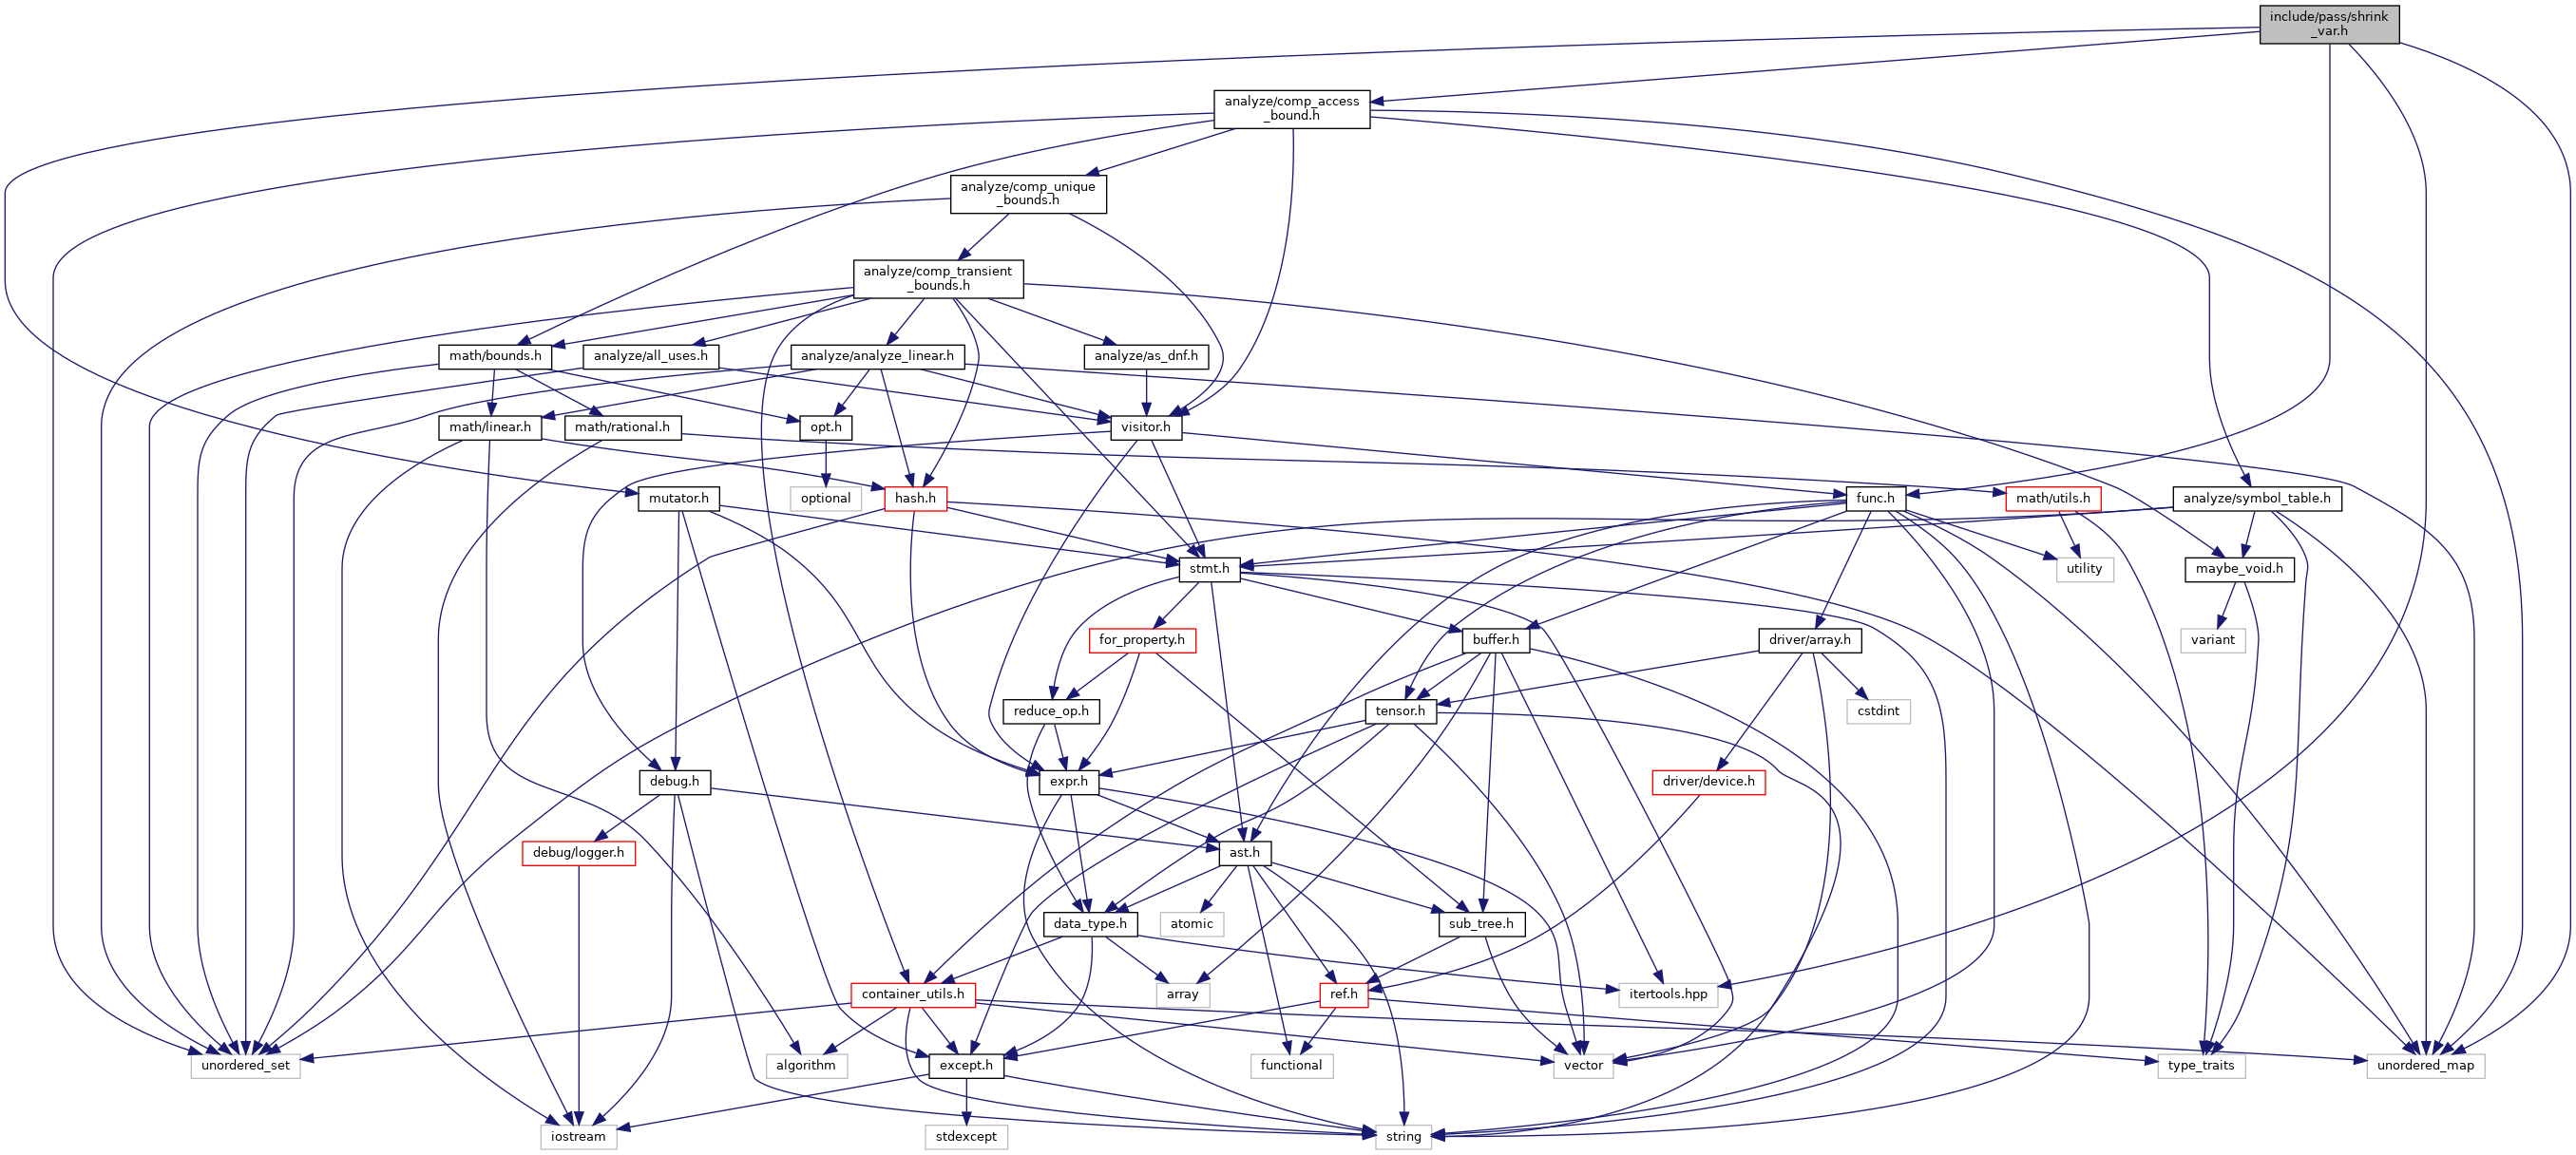 include/pass/shrink
_var.h
analyze/comp_access
_bound.h
analyze/comp_unique
_bounds.h
analyze/comp_transient
_bounds.h
math/bounds.h
analyze/all_uses.h
analyze/analyze_linear.h
analyze/as_dnf.h
math/linear.h
math/rational.h
opt.h
visitor.h
mutator.h
optional
hash.h
func.h
math/utils.h
analyze/symbol_table.h
stmt.h
utility
maybe_void.h
for_property.h
buffer.h
driver/array.h
variant
reduce_op.h
tensor.h
cstdint
debug.h
expr.h
driver/device.h
debug/logger.h
ast.h
data_type.h
atomic
sub_tree.h
container_utils.h
array
ref.h
itertools.hpp
unordered_set
algorithm
except.h
functional
vector
type_traits
unordered_map
iostream
stdexcept
string